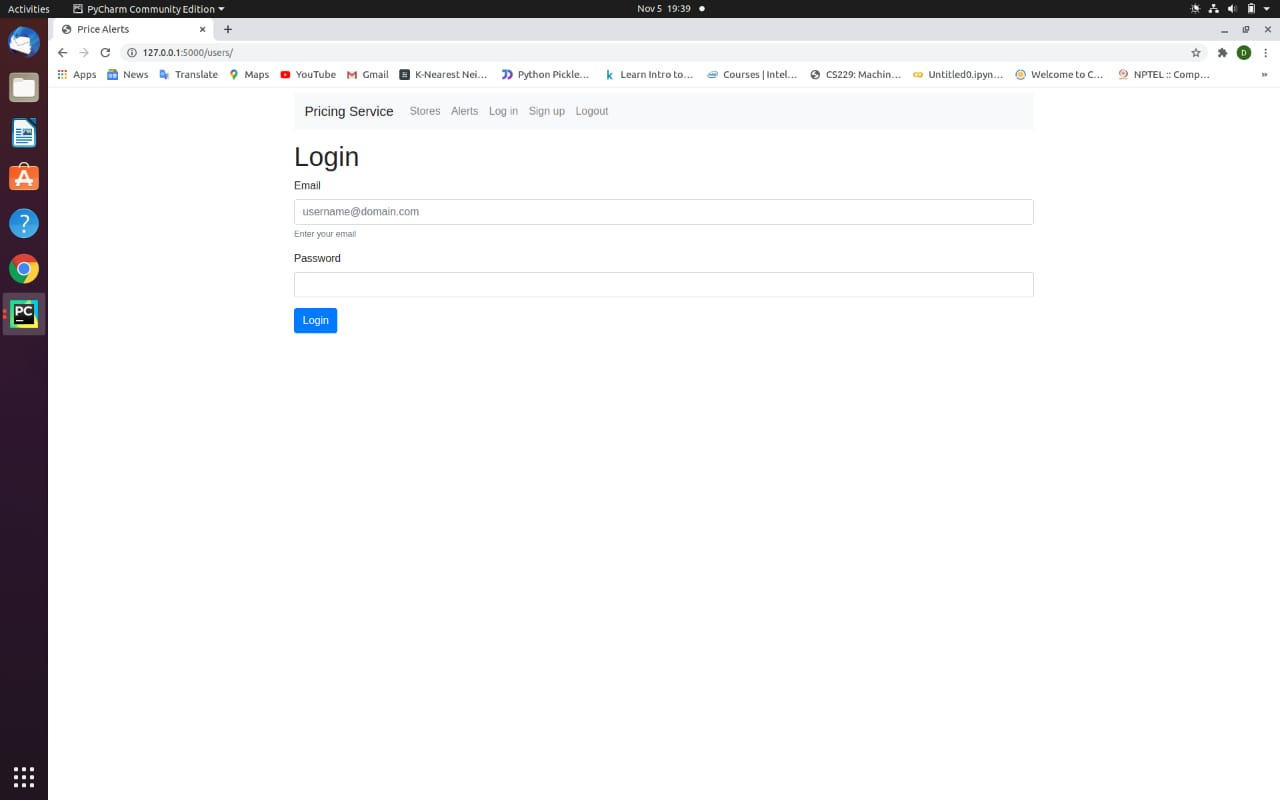 Activities PyCharm Community Edition Nov 5 19:39
Price Alerts
127.0.0.1:5000/users/ D
Apps News Translate Maps YouTube Gmail K-Nearest Nei... Python Pickle... Learn Intro to... Courses | Intel... CS229: Machin... Untitled0.ipyn... Welcome to C... NPTEL :: Comp... »
Pricing Service Stores Alerts Log in Sign up Logout
Login
Email
username@domain.com
Enter your email
Password
Login
PC